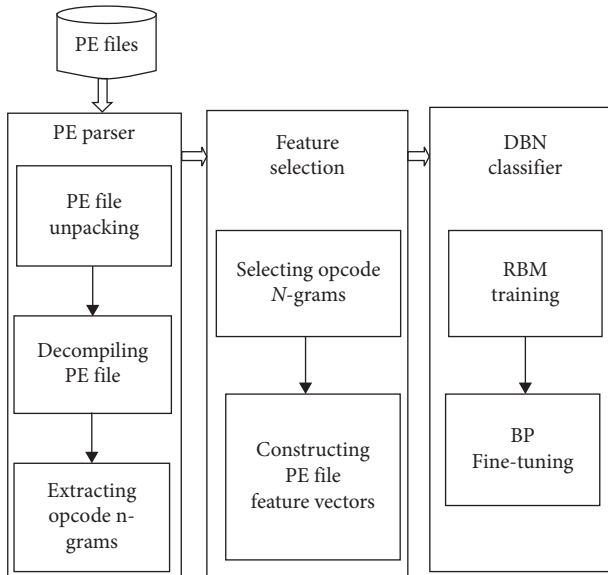 PE files
PE parser
PE file
unpacking
Decompiling
PE file
Extracting
opcode n-
grams
Feature
selection
Selecting opcode
N-grams
Constructing
PE file
feature vectors
DBN
classifier
RBM
training
BP
Fine-tuning